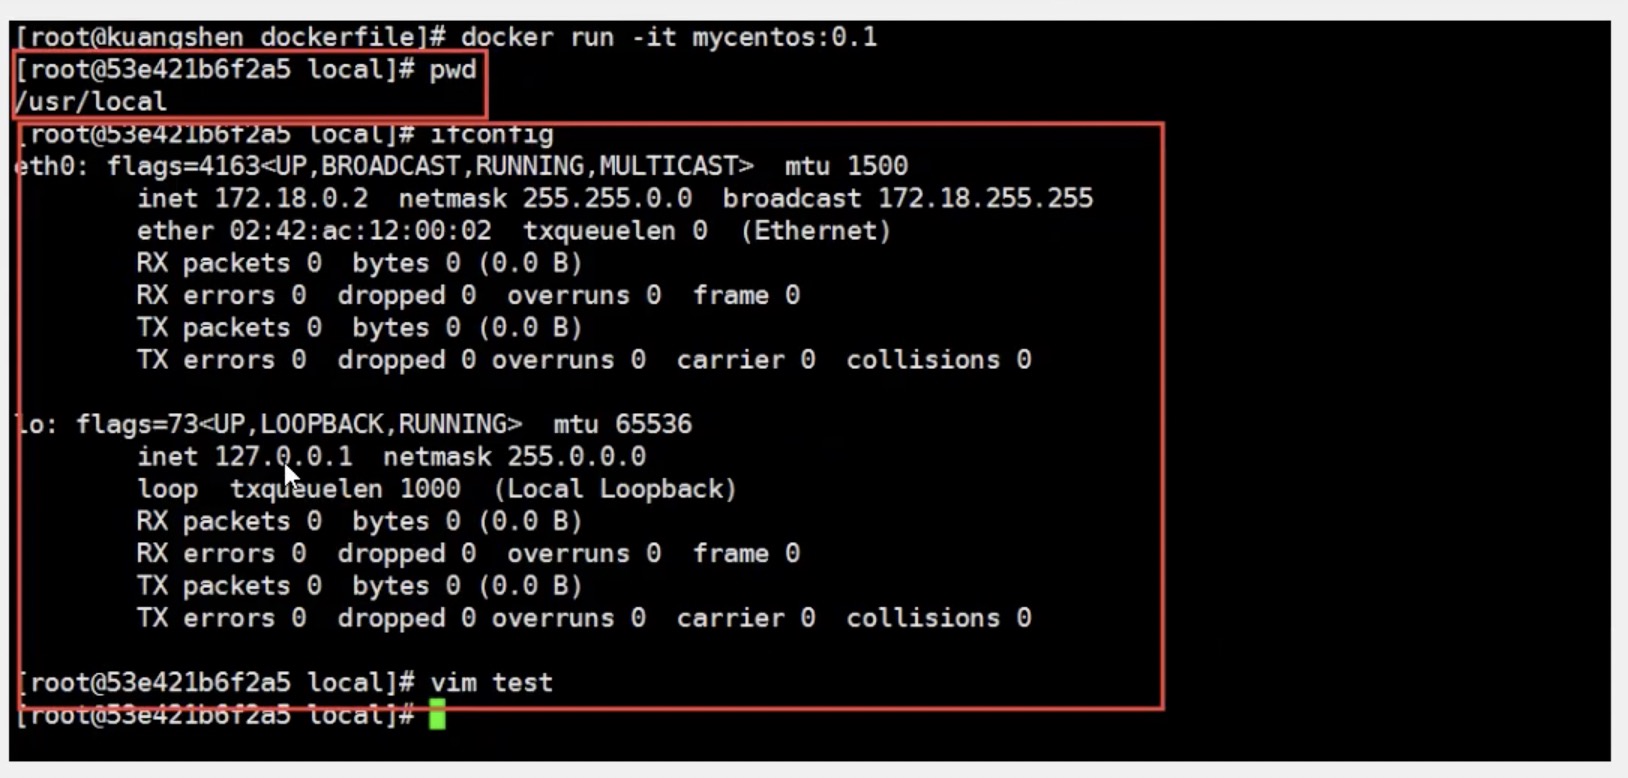 [root@kuangshen dockerfile]# docker run -it mycentos:0.1
[root@53e421b6f2a5 local]# pwd
/usr/local
[root@53e421b6f2a5 local]# ifconfig
eth0: flags=4163<UP,BROADCAST,RUNNING,MULTICAST>  mtu 1500
        inet 172.18.0.2  netmask 255.255.0.0  broadcast 172.18.255.255
        ether 02:42:ac:12:00:02  txqueuelen 0  (Ethernet)
        RX packets 0  bytes 0 (0.0 B)
        RX errors 0  dropped 0  overruns 0  frame 0
        TX packets 0  bytes 0 (0.0 B)
        TX errors 0  dropped 0 overruns 0  carrier 0  collisions 0
lo: flags=73<UP,LOOPBACK,RUNNING>  mtu 65536
        inet 127.0.0.1  netmask 255.0.0.0
        loop  txqueuelen 1000  (Local Loopback)
        RX packets 0  bytes 0 (0.0 B)
        RX errors 0  dropped 0  overruns 0  frame 0
        TX packets 0  bytes 0 (0.0 B)
        TX errors 0  dropped 0 overruns 0  carrier 0  collisions 0
[root@53e421b6f2a5 local]# vim test
[root@53e421b6f2a5 local]#